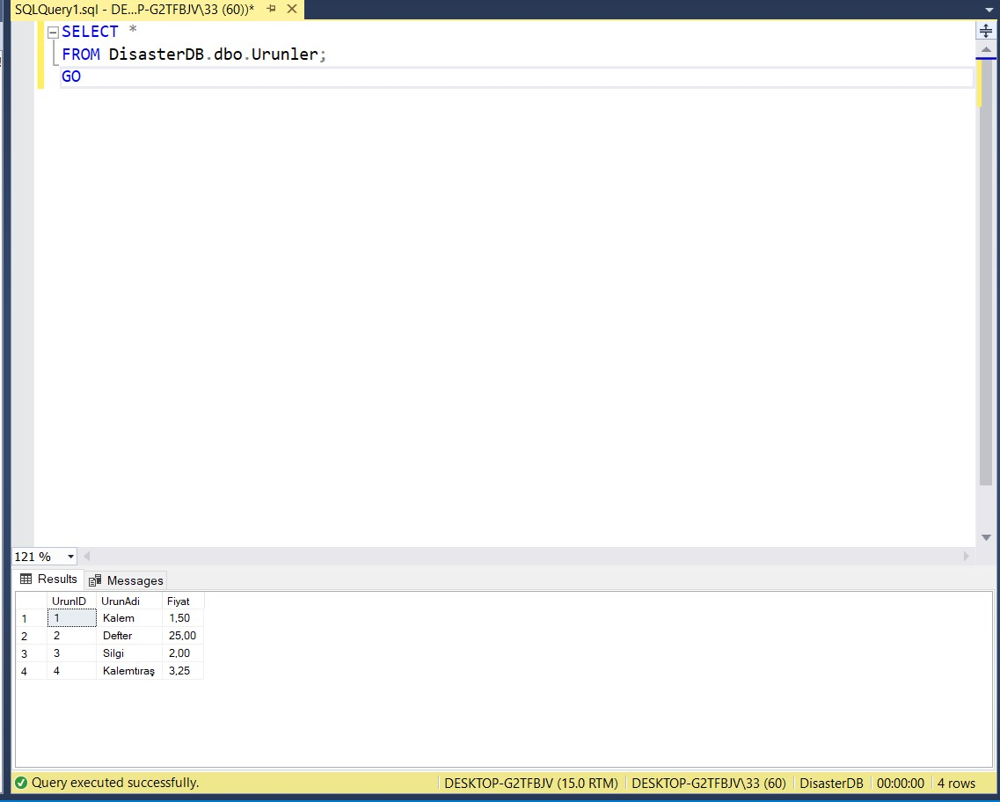 SQLQuery1.sql - DE...P-G2TFBJV\33 (60))*
SELECT *
FROM DisasterDB.dbo.Urunler;
GO
121 %
Results Messages
UrunID UrunAdi Fiyat
1 1 Kalem 1,50
2 2 Defter 25,00
3 3 Silgi 2,00
4 4 Kalemtıraş 3,25
Query executed successfully. DESKTOP-G2TFBJV (15.0 RTM) DESKTOP-G2TFBJV\33 (60) DisasterDB 00:00:00 4 rows